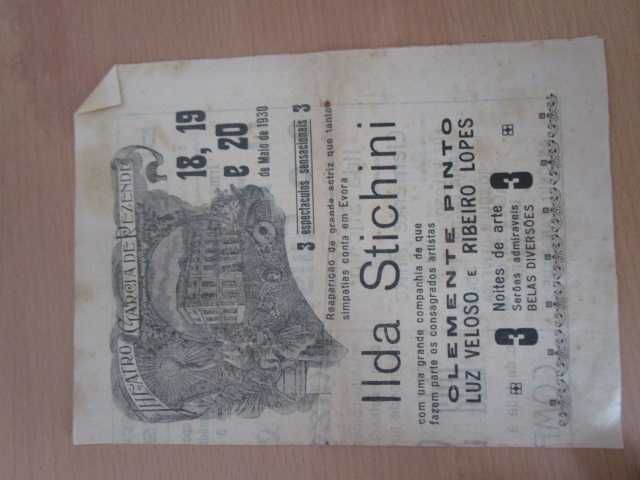 THEATRO GARCIA DE REZENDE
18, 19
e 20
de Maio de 1930
3 espectaculos sensacionais 3
Reaparição da grande actriz que tantas
simpatias conta em Evora
Ilda Stichini
com uma grande companhia de que
fazem parte os consagrados artistas
CLEMENTE PINTO
LUZ VELOSO E RIBEIRO LOPES
3 Noites de arte 3
Serões admiraveis
BELAS DIVERSÕES